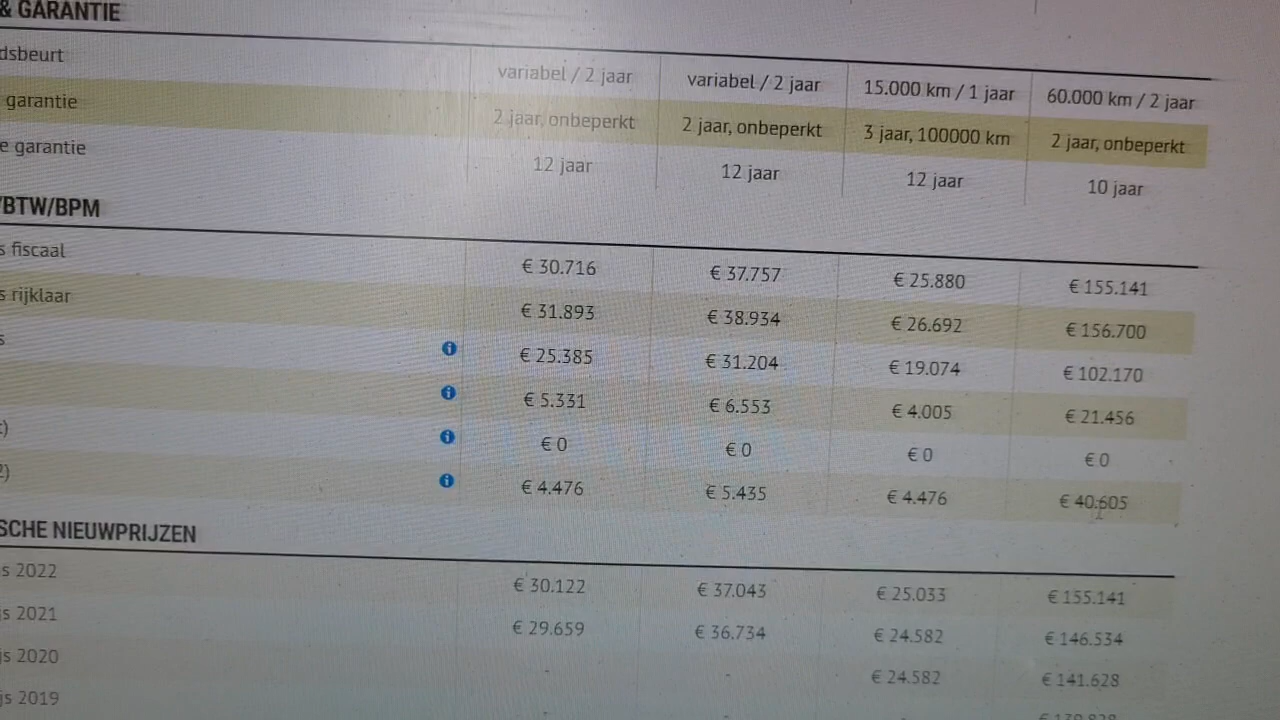 & GARANTIE
dsbeurt variabel / 2 jaar variabel / 2 jaar 15.000 km / 1 jaar 60.000 km / 2 jaar
garantie 2 jaar, onbeperkt 2 jaar, onbeperkt 3 jaar, 100000 km 2 jaar, onbeperkt
e garantie 12 jaar 12 jaar 12 jaar 10 jaar
/BTW/BPM
s fiscaal € 30.716 € 37.757 € 25.880 € 155.141
s rijklaar € 31.893 € 38.934 € 26.692 € 156.700
s € 25.385 € 31.204 € 19.074 € 102.170
€ 5.331 € 6.553 € 4.005 € 21.456
) € 0 € 0 € 0 € 0
2) € 4.476 € 5.435 € 4.476 € 40.605
SCHE NIEUWPRIJZEN
s 2022 € 30.122 € 37.043 € 25.033 € 155.141
js 2021 € 29.659 € 36.734 € 24.582 € 146.534
js 2020 - - € 24.582 € 141.628
js 2019 - -